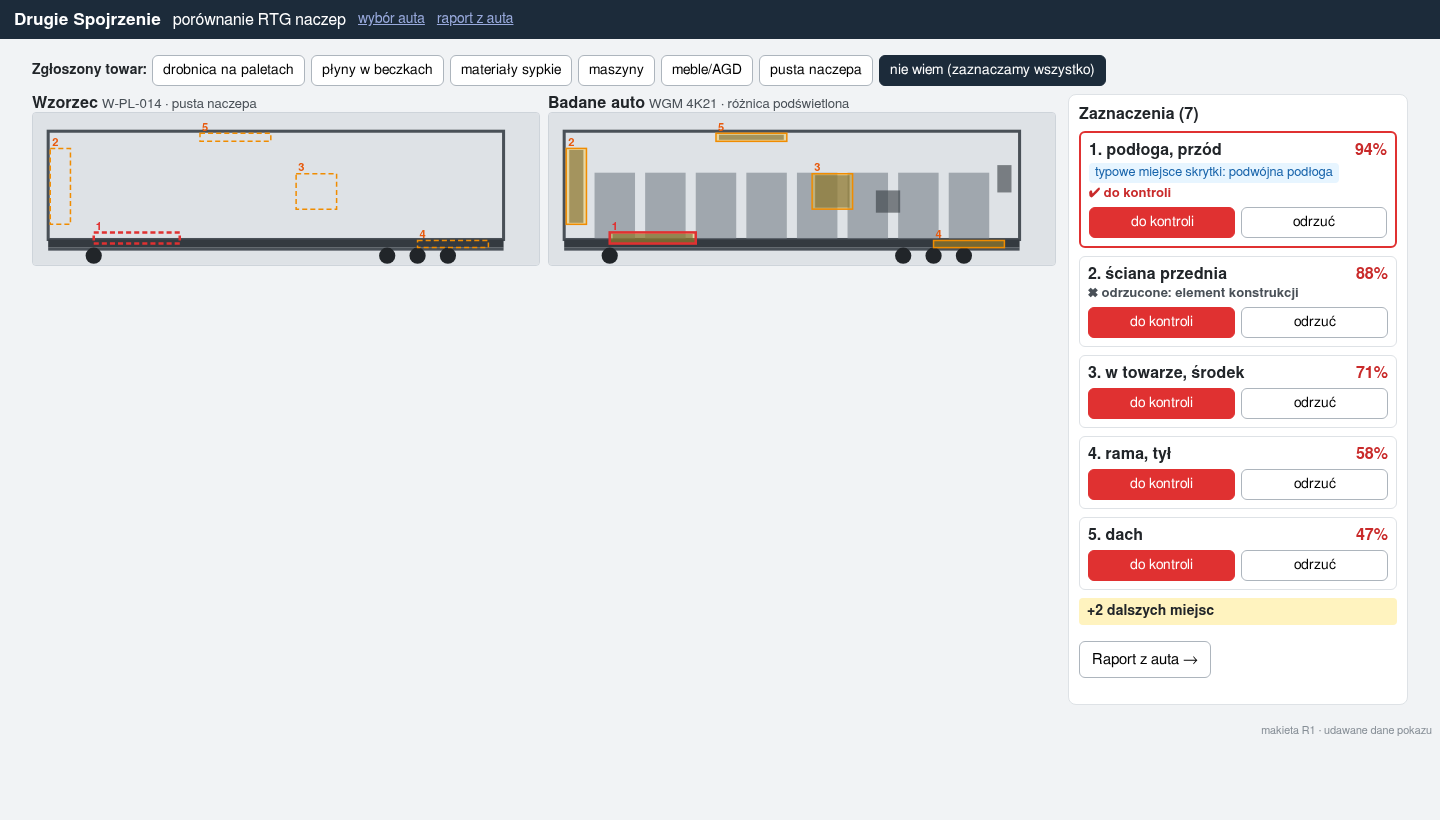 Drugie Spojrzenie porównanie RTG naczep wybór auta raport z auta
Zgłoszony towar: drobnica na paletach płyny w beczkach materiały sypkie maszyny meble/AGD pusta naczepa nie wiem (zaznaczamy wszystko)
Wzorzec W-PL-014 · pusta naczepa
5
2
3
1
4
Badane auto WGM 4K21 · różnica podświetlona
5
2
3
1
4
Zaznaczenia (7)
1. podłoga, przód 94%
typowe miejsce skrytki: podwójna podłoga
✔ do kontroli
do kontroli odrzuć
2. ściana przednia 88%
✖ odrzucone: element konstrukcji
do kontroli odrzuć
3. w towarze, środek 71%
do kontroli odrzuć
4. rama, tył 58%
do kontroli odrzuć
5. dach 47%
do kontroli odrzuć
+2 dalszych miejsc
Raport z auta →
makieta R1 · udawane dane pokazu